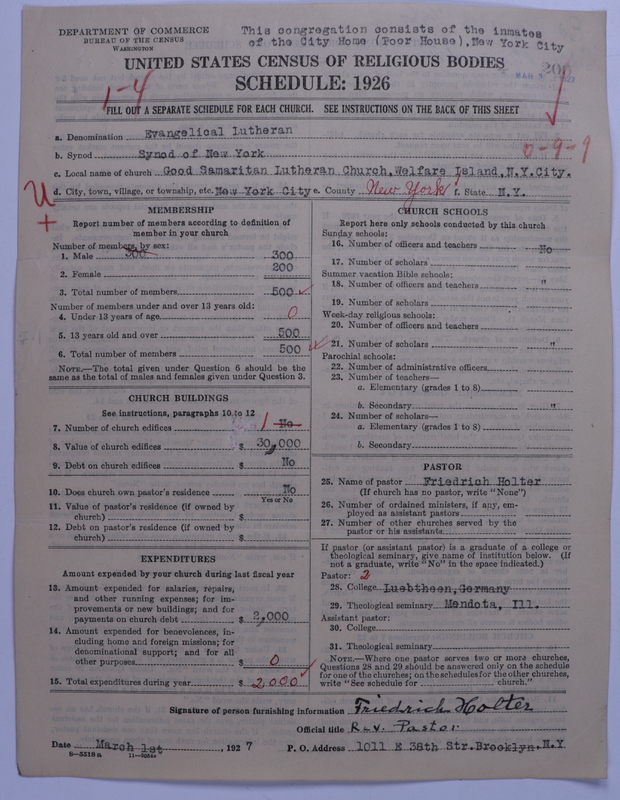 DEPARTMENT OF COMMERCE
BUREAU OF THE CENSUS
WASHINGTON
This congregation consists of the inmates
of the City Home (Poor House), New York City
UNITED STATES CENSUS OF RELIGIOUS BODIES
SCHEDULE: 1926
200
1-4
FILL OUT A SEPARATE SCHEDULE FOR EACH CHURCH. SEE INSTRUCTIONS ON THE BACK OF THIS SHEET
a. Denomination Evangelical Lutheran
b. Synod Synod of New York 0-9-9
c. Local name of church Good Samaritan Lutheran Church, Welfare Island, N.Y.City.
d. City, town, village, or township, etc. New York City e. County New York f. State N.Y.
U
+
MEMBERSHIP
Report number of members according to definition of
member in your church
Number of members, by sex:
1. Male 300 300
2. Female 200
3. Total number of members 500
Number of members under and over 13 years old:
4. Under 13 years of age 0
5. 13 years old and over 500
6. Total number of members 500
NOTE.—The total given under Question 6 should be the
same as the total of males and females given under Question 3.
CHURCH BUILDINGS
See instructions, paragraphs 10 to 12
7. Number of church edifices 1 No
8. Value of church edifices $ 30,000
9. Debt on church edifices $ No
10. Does church own pastor's residence No
Yes or No
11. Value of pastor's residence (if owned by
church) $
12. Debt on pastor's residence (if owned by
church) $
EXPENDITURES
Amount expended by your church during last fiscal year
13. Amount expended for salaries, repairs,
and other running expenses; for im-
provements or new buildings; and for
payments on church debt $ 2,000
14. Amount expended for benevolences, in-
cluding home and foreign missions; for
denominational support; and for all
other purposes $ 0
15. Total expenditures during year $ 2000
CHURCH SCHOOLS
Report here only schools conducted by this church
Sunday schools:
16. Number of officers and teachers No
17. Number of scholars
Summer vacation Bible schools:
18. Number of officers and teachers "
19. Number of scholars
Week-day religious schools:
20. Number of officers and teachers
21. Number of scholars "
Parochial schools:
22. Number of administrative officers
23. Number of teachers—
a. Elementary (grades 1 to 8)
b. Secondary "
24. Number of scholars—
a. Elementary (grades 1 to 8)
b. Secondary
PASTOR
25. Name of pastor Friedrich Holter
(If church has no pastor, write "None")
26. Number of ordained ministers, if any, em-
ployed as assistant pastors
27. Number of other churches served by the
pastor or his assistants
If pastor (or assistant pastor) is a graduate of a college or
theological seminary, give name of institution below. (If
not a graduate, write "No" in the space indicated.)
Pastor: 2
28. College Luebtheen, Germany
29. Theological seminary Mendota, Ill.
Assistant pastor:
30. College
31. Theological seminary
NOTE.—Where one pastor serves two or more churches,
Questions 28 and 29 should be answered only on the schedule
for one of the churches; on the schedules for the other churches,
write "See schedule for church."
Signature of person furnishing information Friedrich Holter
Official title Rev. Pastor
Date March 1st, 1927 P. O. Address 1011 E 38th Str. Brooklyn. N.Y
8-5518a